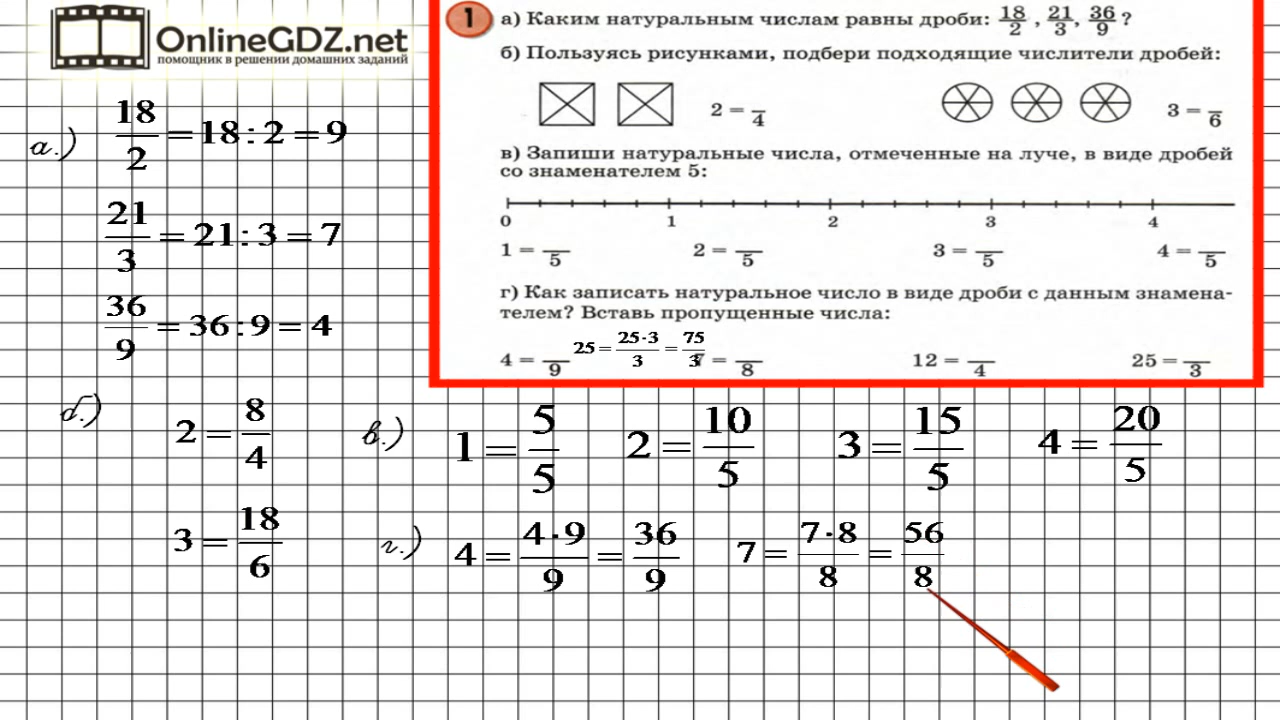 OnlineGDZ.net
помощник в решении домашних заданий
1 а) Каким натуральным числам равны дроби: 18/2, 21/3, 36/9?
б) Пользуясь рисунками, подбери подходящие числители дробей:
2 = /4 3 = /6
в) Запиши натуральные числа, отмеченные на луче, в виде дробей
со знаменателем 5:
0 1 2 3 4
1 = /5 2 = /5 3 = /5 4 = /5
г) Как записать натуральное число в виде дроби с данным знамена-
телем? Вставь пропущенные числа:
4 = /9 7 = /8 12 = /4 25 = /3
25 = 25·3/3 = 75/3
а.) 18/2 = 18 : 2 = 9
21/3 = 21 : 3 = 7
36/9 = 36 : 9 = 4
б.) 2 = 8/4
3 = 18/6
в.) 1 = 5/5 2 = 10/5 3 = 15/5 4 = 20/5
г.) 4 = 4·9/9 = 36/9 7 = 7·8/8 = 56/8